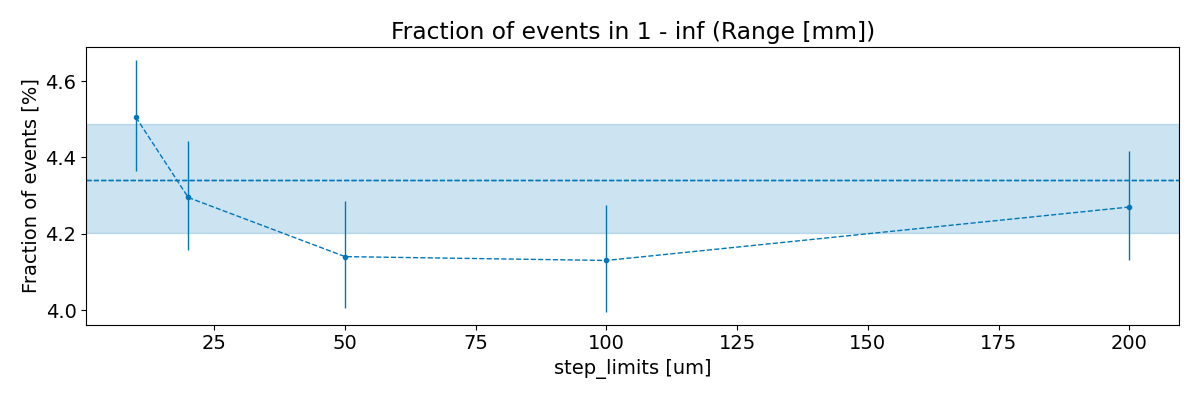 Fraction of events in 1 - inf (Range [mm])
Fraction of events [%]
4.6
4.4
4.2
4.0
25 50 75 100 125 150 175 200
step_limits [um]